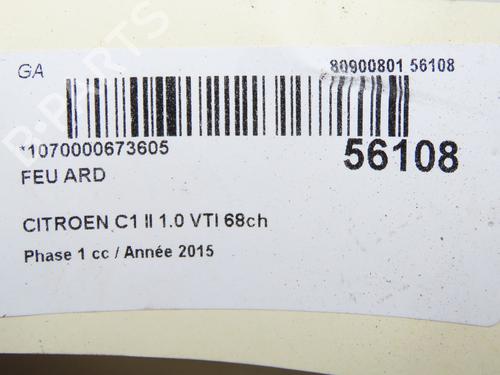 GA
80900801 56108
*1070000673605
56108
FEU ARD
CITROEN C1 II 1.0 VTI 68ch
Phase 1 cc / Année 2015
B-PARTS